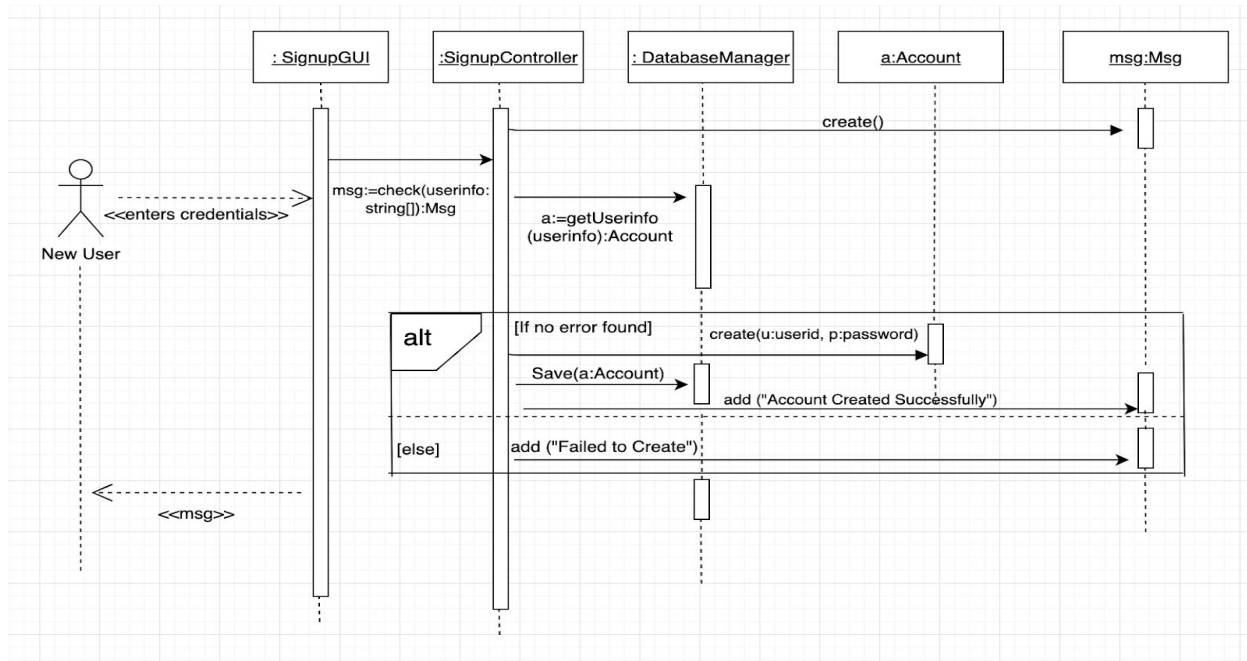 : SignupGUI
:SignupController
: DatabaseManager
a:Account
msg:Msg
create()
msg:=check(userinfo:
string[]):Msg
<<enters credentials>>
a:=getUserinfo
(userinfo):Account
New User
alt
[If no error found]
create(u:userid, p:password)
Save(a:Account)
add ("Account Created Successfully")
[else]
add ("Failed to Create")
<<msg>>